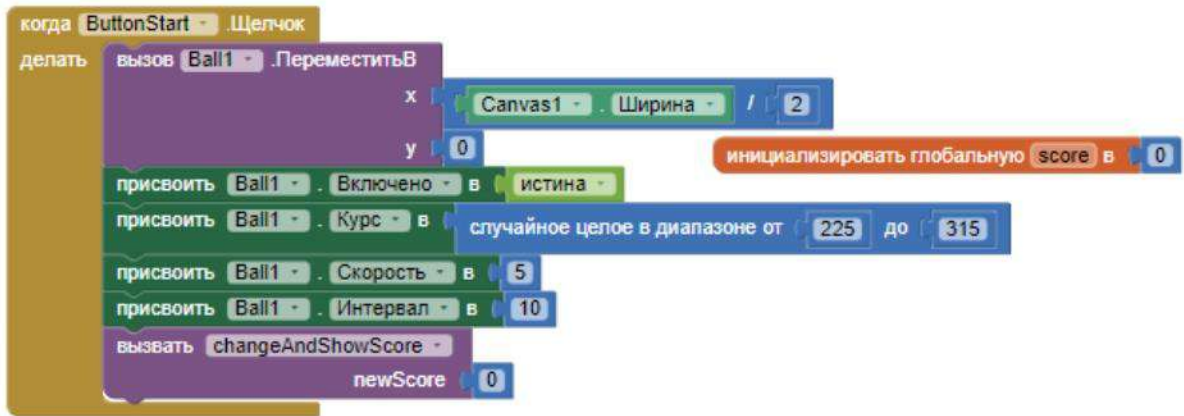 когда ButtonStart .Щелчок
делать вызов Ball1 .ПереместитьВ
x Canvas1 . Ширина / 2
y 0
инициализировать глобальную score в 0
присвоить Ball1 . Включено в истина
присвоить Ball1 . Курс в случайное целое в диапазоне от 225 до 315
присвоить Ball1 . Скорость в 5
присвоить Ball1 . Интервал в 10
вызвать changeAndShowScore
newScore 0